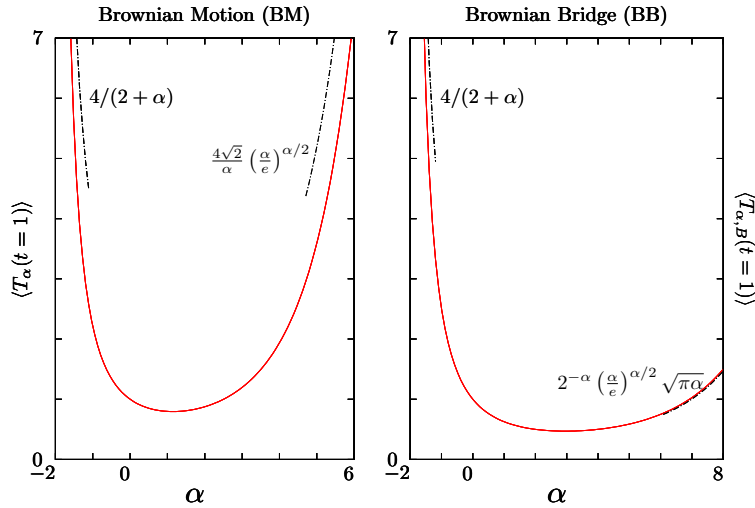 Brownian Motion (BM)
7
4/(2 + α)
4√2/α (α/e)^{α/2}
⟨T_α(t = 1)⟩
0
−2
0
6
α
Brownian Bridge (BB)
7
4/(2 + α)
2^{−α} (α/e)^{α/2} √πα
⟨T_{α,B}(t = 1)⟩
0
−2
0
8
α